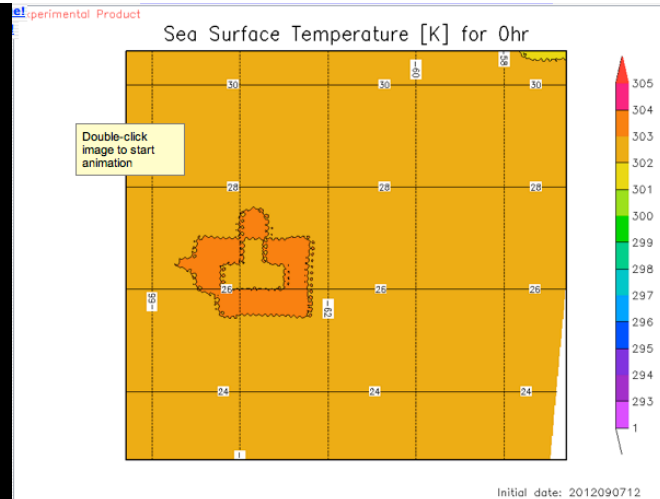 e! xperimental Product
Sea Surface Temperature [K] for 0hr
-60
-58
30 30 30
Double-click
image to start
animation
28 28 28
26 26 26
-66
-62
24 24 24
305
304
303
302
301
300
299
298
297
296
295
294
293
1
Initial date: 2012090712